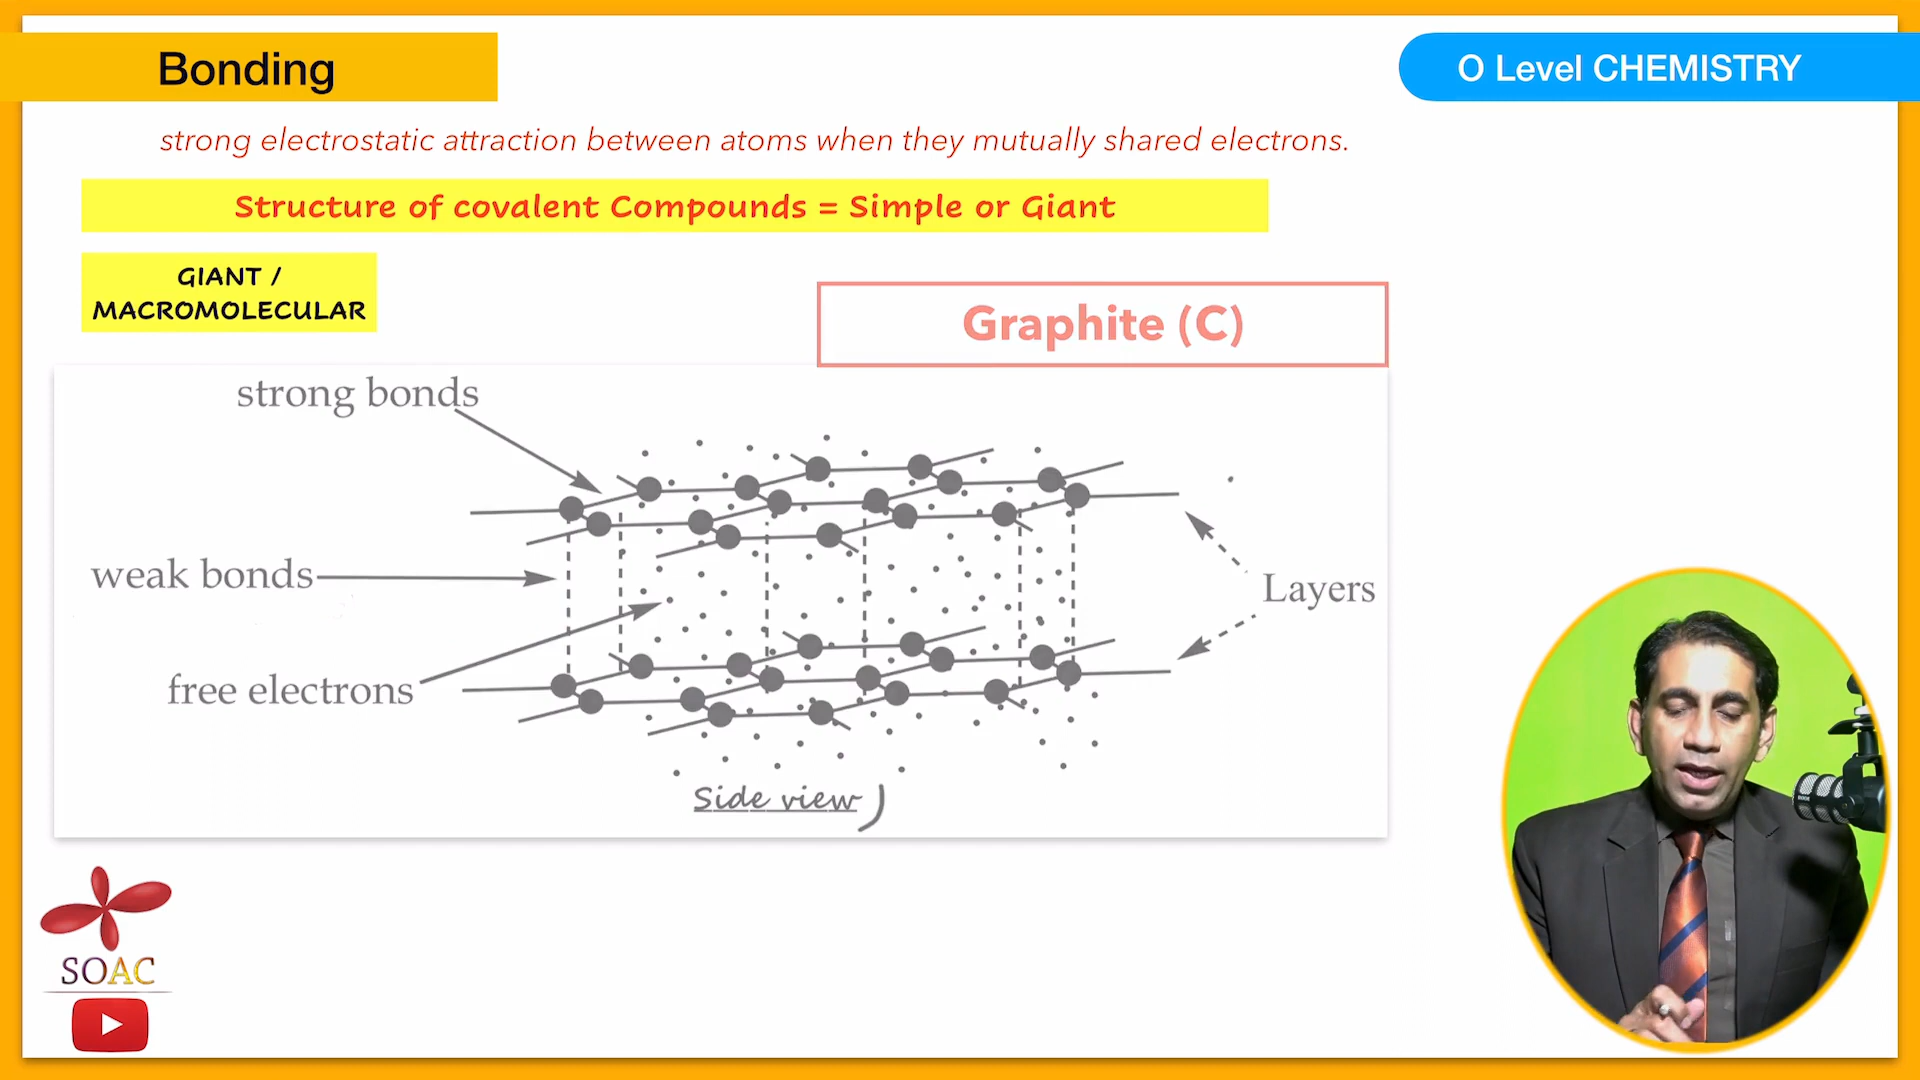 Bonding
O Level CHEMISTRY
strong electrostatic attraction between atoms when they mutually shared electrons.
Structure of covalent Compounds = Simple or Giant
GIANT /
MACROMOLECULAR
Graphite (C)
strong bonds
weak bonds
Layers
free electrons
Side view
SOAC